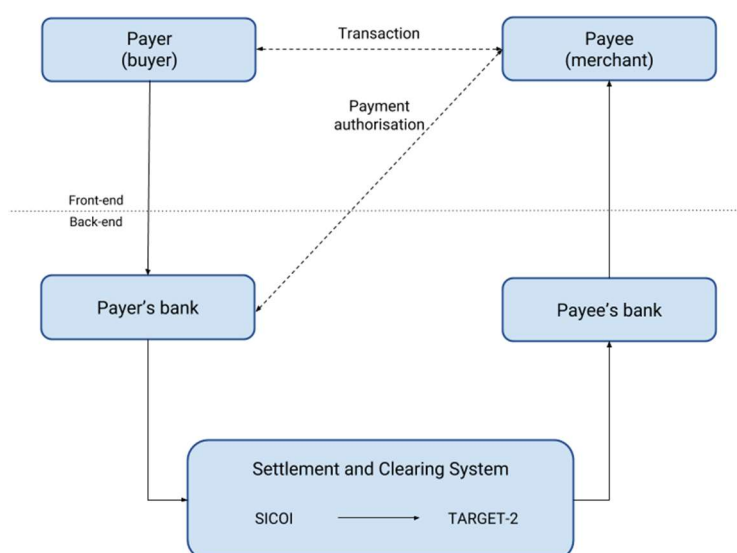 Payer
(buyer)
Transaction
Payee
(merchant)
Payment
authorisation
Front-end
Back-end
Payer’s bank
Payee’s bank
Settlement and Clearing System
SICOI
TARGET-2